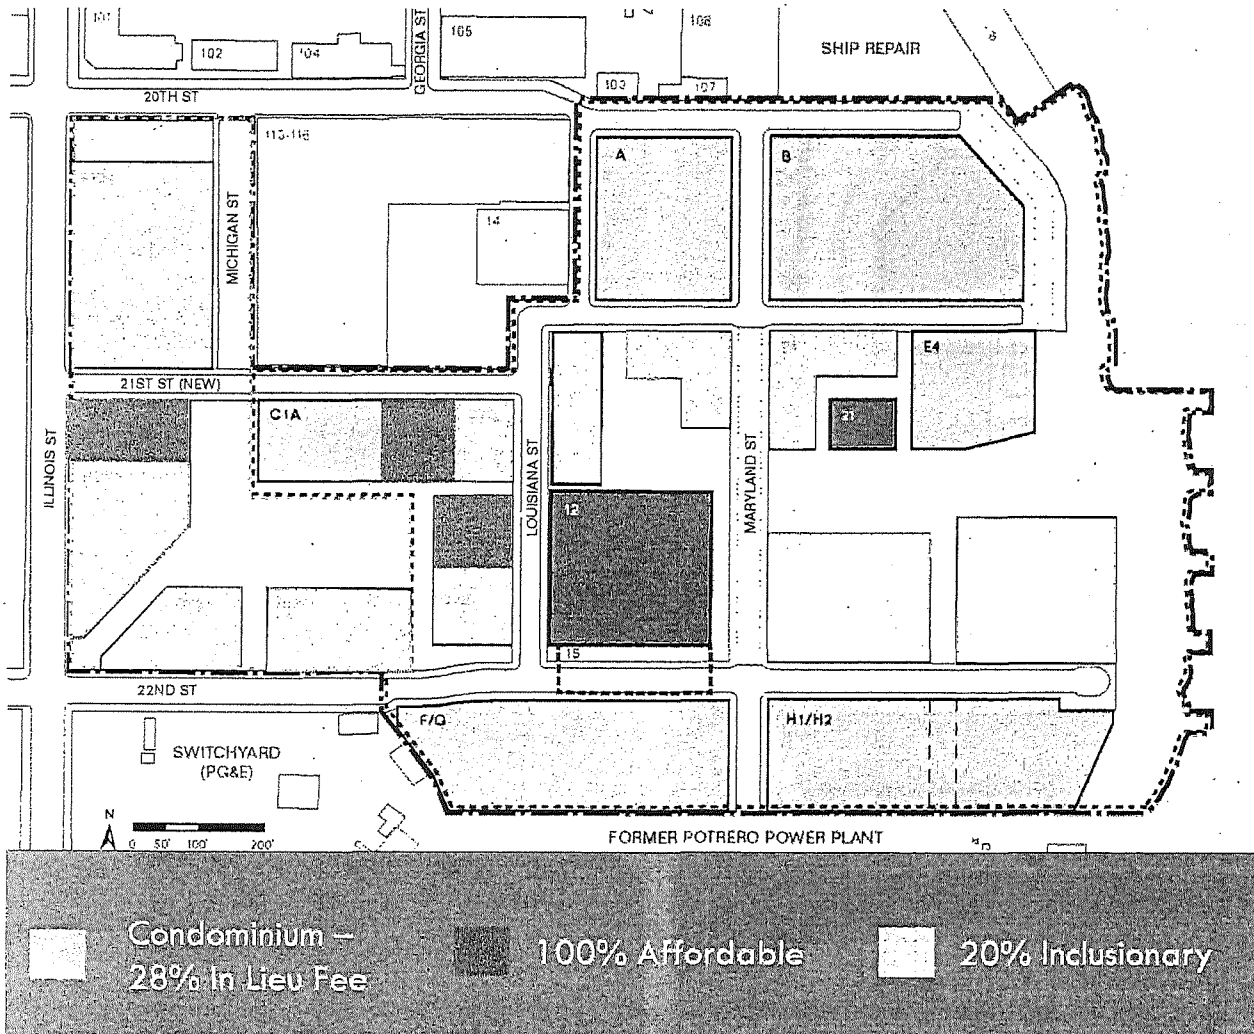 101
102
104
GEORGIA ST
105
103
108
107
SHIP REPAIR
20TH ST
MICHIGAN ST
113-116
14
A
B
21ST ST (NEW)
C1A
E4
21
ILLINOIS ST
LOUISIANA ST
MARYLAND ST
12
15
22ND ST
F/Q
H1/H2
SWITCHYARD
(PG&E)
N
0 50' 100' 200'
FORMER POTRERO POWER PLANT
Condominium –
28% In Lieu Fee
100% Affordable
20% Inclusionary